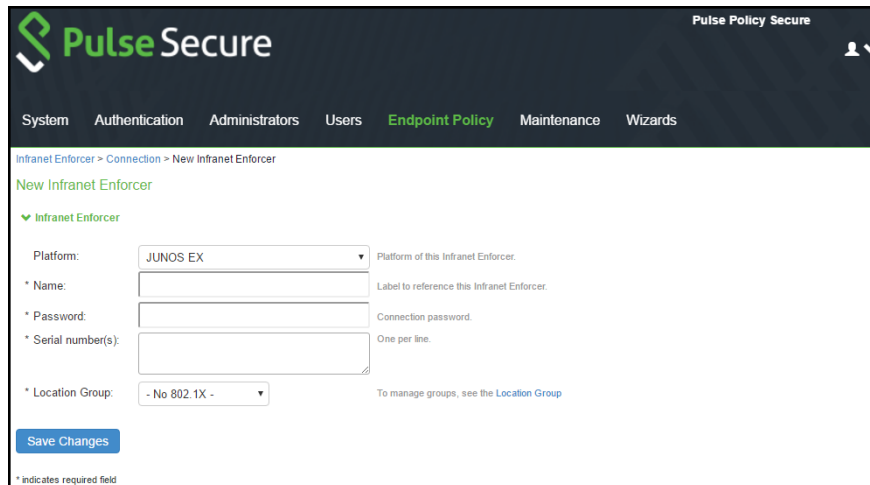 Pulse Secure
Pulse Policy Secure
System Authentication Administrators Users Endpoint Policy Maintenance Wizards
Infranet Enforcer > Connection > New Infranet Enforcer
New Infranet Enforcer
Infranet Enforcer
Platform: JUNOS EX Platform of this Infranet Enforcer.
* Name: Label to reference this Infranet Enforcer.
* Password: Connection password.
* Serial number(s): One per line.
* Location Group: - No 802.1X - To manage groups, see the Location Group
Save Changes
* indicates required field